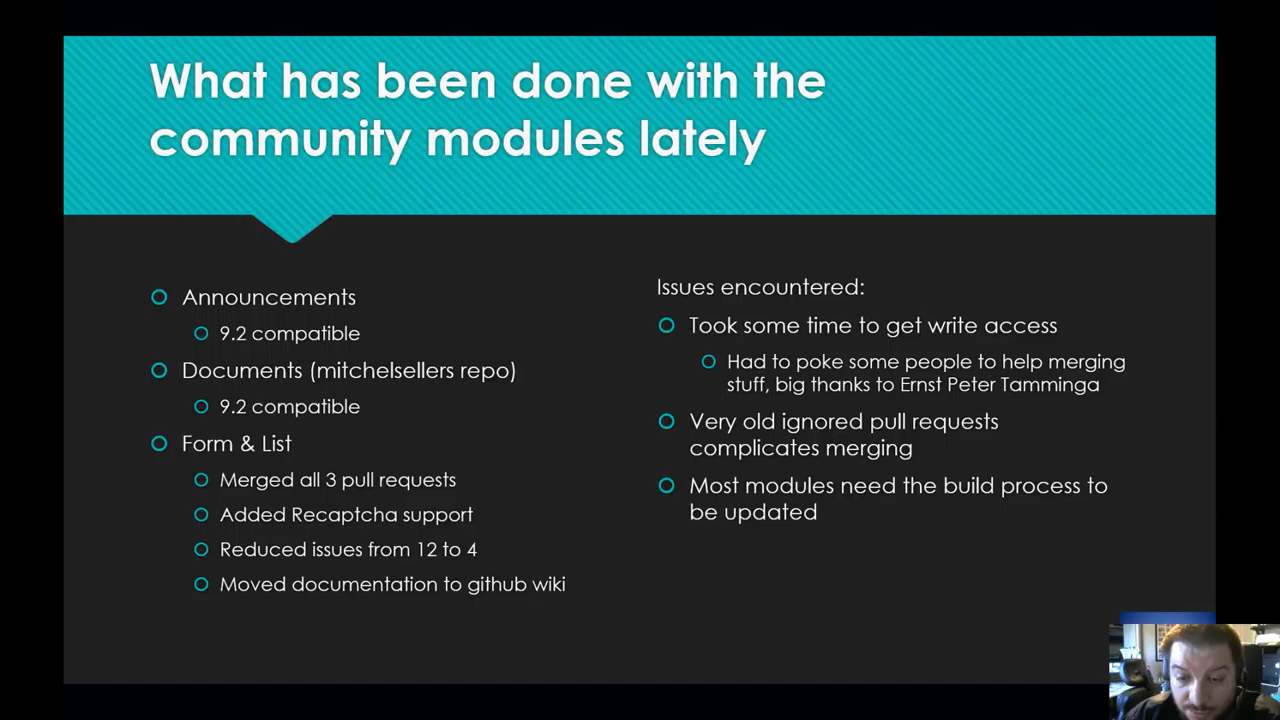 What has been done with the
community modules lately
Announcements
9.2 compatible
Documents (mitchelsellers repo)
9.2 compatible
Form & List
Merged all 3 pull requests
Added Recaptcha support
Reduced issues from 12 to 4
Moved documentation to github wiki
Issues encountered:
Took some time to get write access
Had to poke some people to help merging
stuff, big thanks to Ernst Peter Tamminga
Very old ignored pull requests
complicates merging
Most modules need the build process to
be updated